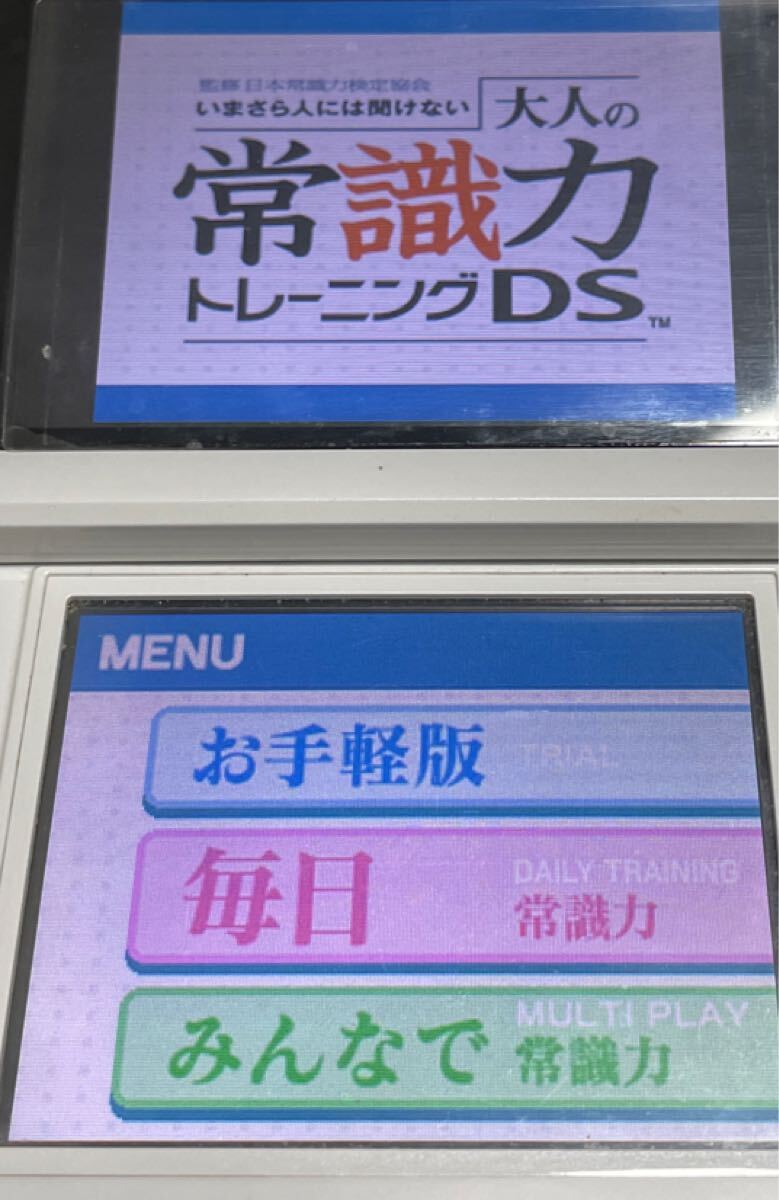 監修 日本常識力検定協会
いまさら人には聞けない
大人の
常識力
トレーニングDS™
MENU
お手軽版 TRIAL
毎日 DAILY TRAINING 常識力
みんなで MULTI PLAY 常識力